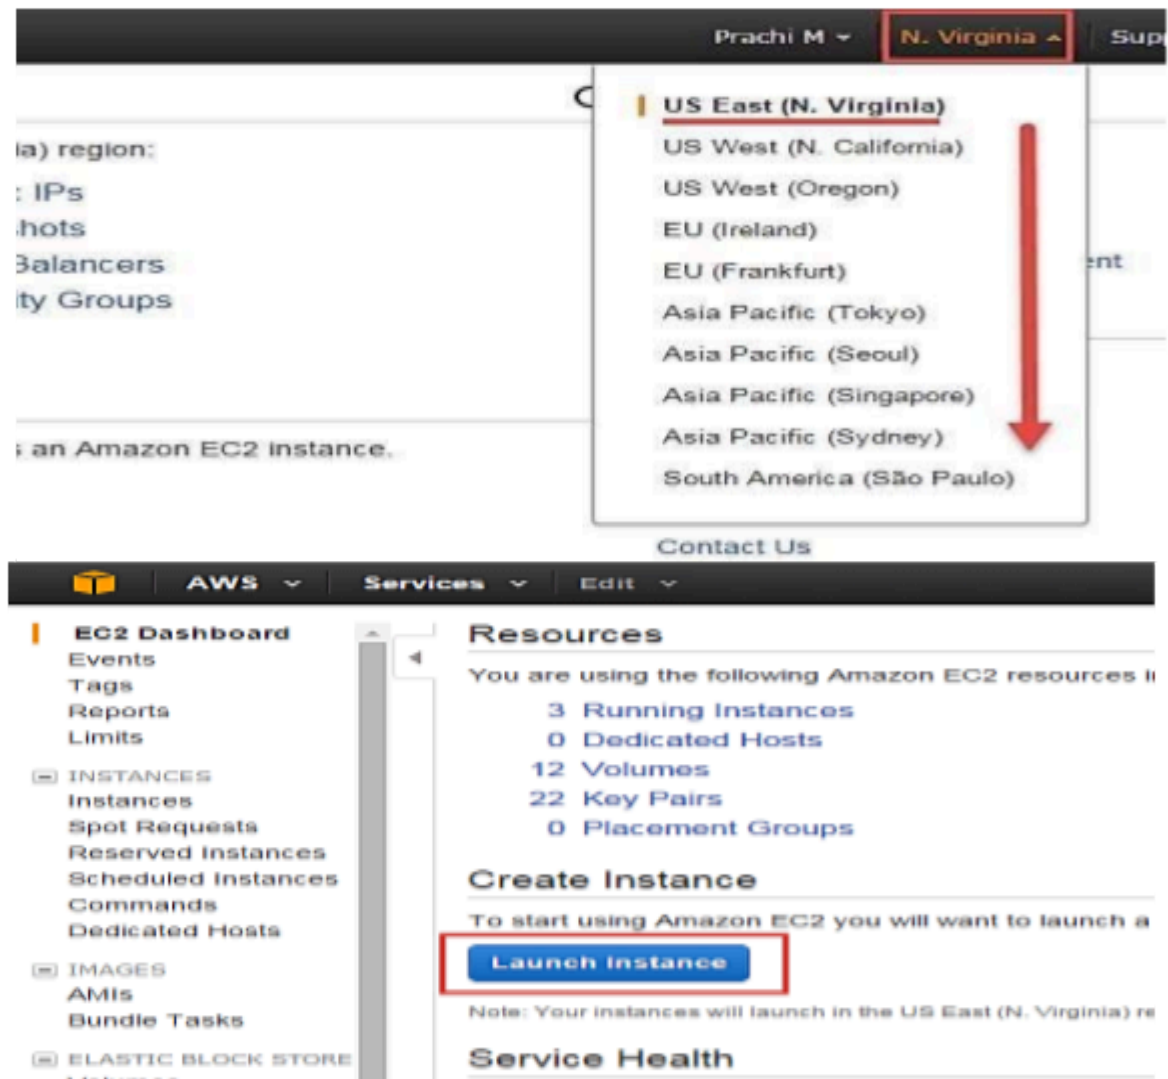 Prachi M N. Virginia Supp
US East (N. Virginia)
US West (N. California)
ia) region:
: IPs
US West (Oregon)
shots
EU (Ireland)
Balancers
EU (Frankfurt)
ent
ity Groups
Asia Pacific (Tokyo)
Asia Pacific (Seoul)
Asia Pacific (Singapore)
Asia Pacific (Sydney)
s an Amazon EC2 instance.
South America (São Paulo)
Contact Us
AWS Services Edit
EC2 Dashboard
Events
Tags
Reports
Limits
INSTANCES
Instances
Spot Requests
Reserved Instances
Scheduled Instances
Commands
Dedicated Hosts
IMAGES
AMIs
Bundle Tasks
ELASTIC BLOCK STORE
Resources
You are using the following Amazon EC2 resources i
3 Running Instances
0 Dedicated Hosts
12 Volumes
22 Key Pairs
0 Placement Groups
Create Instance
To start using Amazon EC2 you will want to launch a
Launch Instance
Note: Your instances will launch in the US East (N. Virginia) re
Service Health